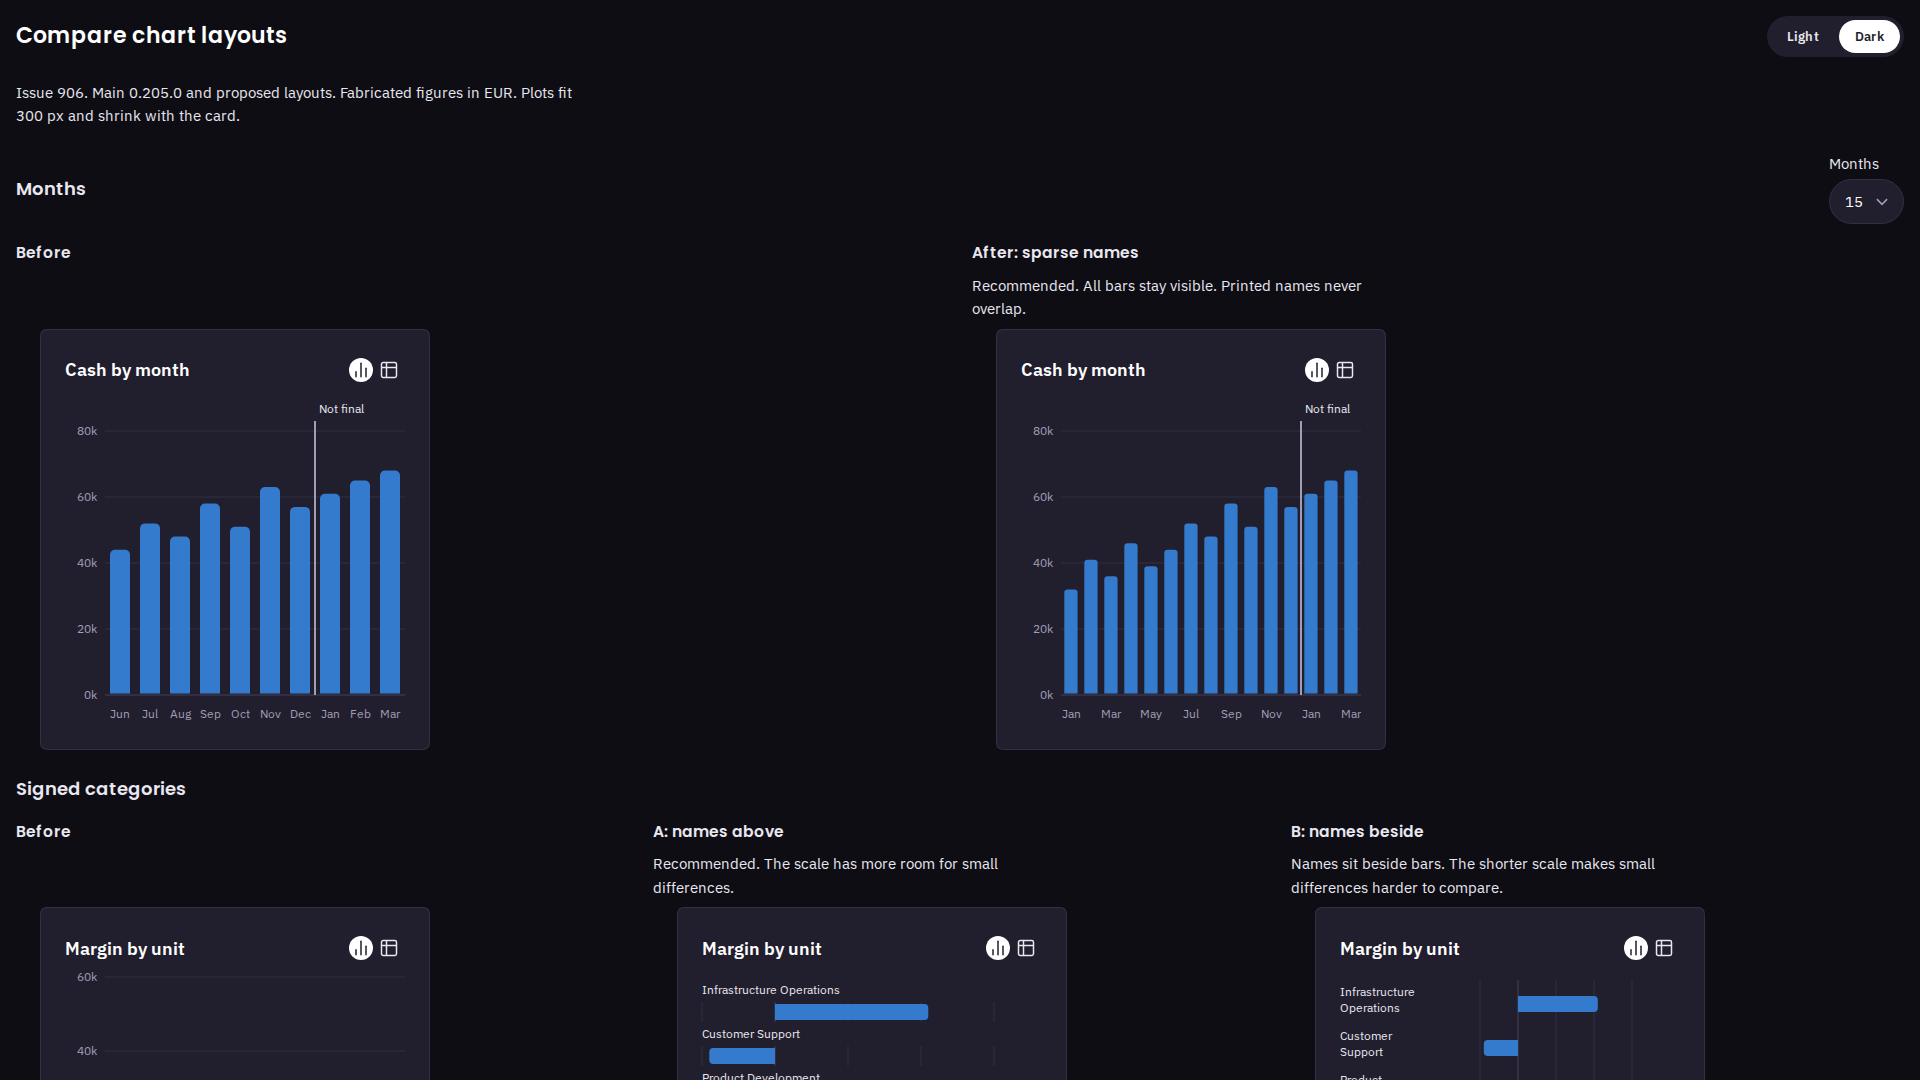 Compare chart layouts
Light
Dark
Issue 906. Main 0.205.0 and proposed layouts. Fabricated figures in EUR. Plots fit
300 px and shrink with the card.
Months
Months
15
Before
After: sparse names
Recommended. All bars stay visible. Printed names never
overlap.
Cash by month
Not final
80k
60k
40k
20k
0k
Jun Jul Aug Sep Oct Nov Dec Jan Feb Mar
Cash by month
Not final
80k
60k
40k
20k
0k
Jan Mar May Jul Sep Nov Jan Mar
Signed categories
Before
A: names above
Recommended. The scale has more room for small
differences.
B: names beside
Names sit beside bars. The shorter scale makes small
differences harder to compare.
Margin by unit
60k
40k
Margin by unit
Infrastructure Operations
Customer Support
Product Development
Margin by unit
Infrastructure
Operations
Customer
Support
Product